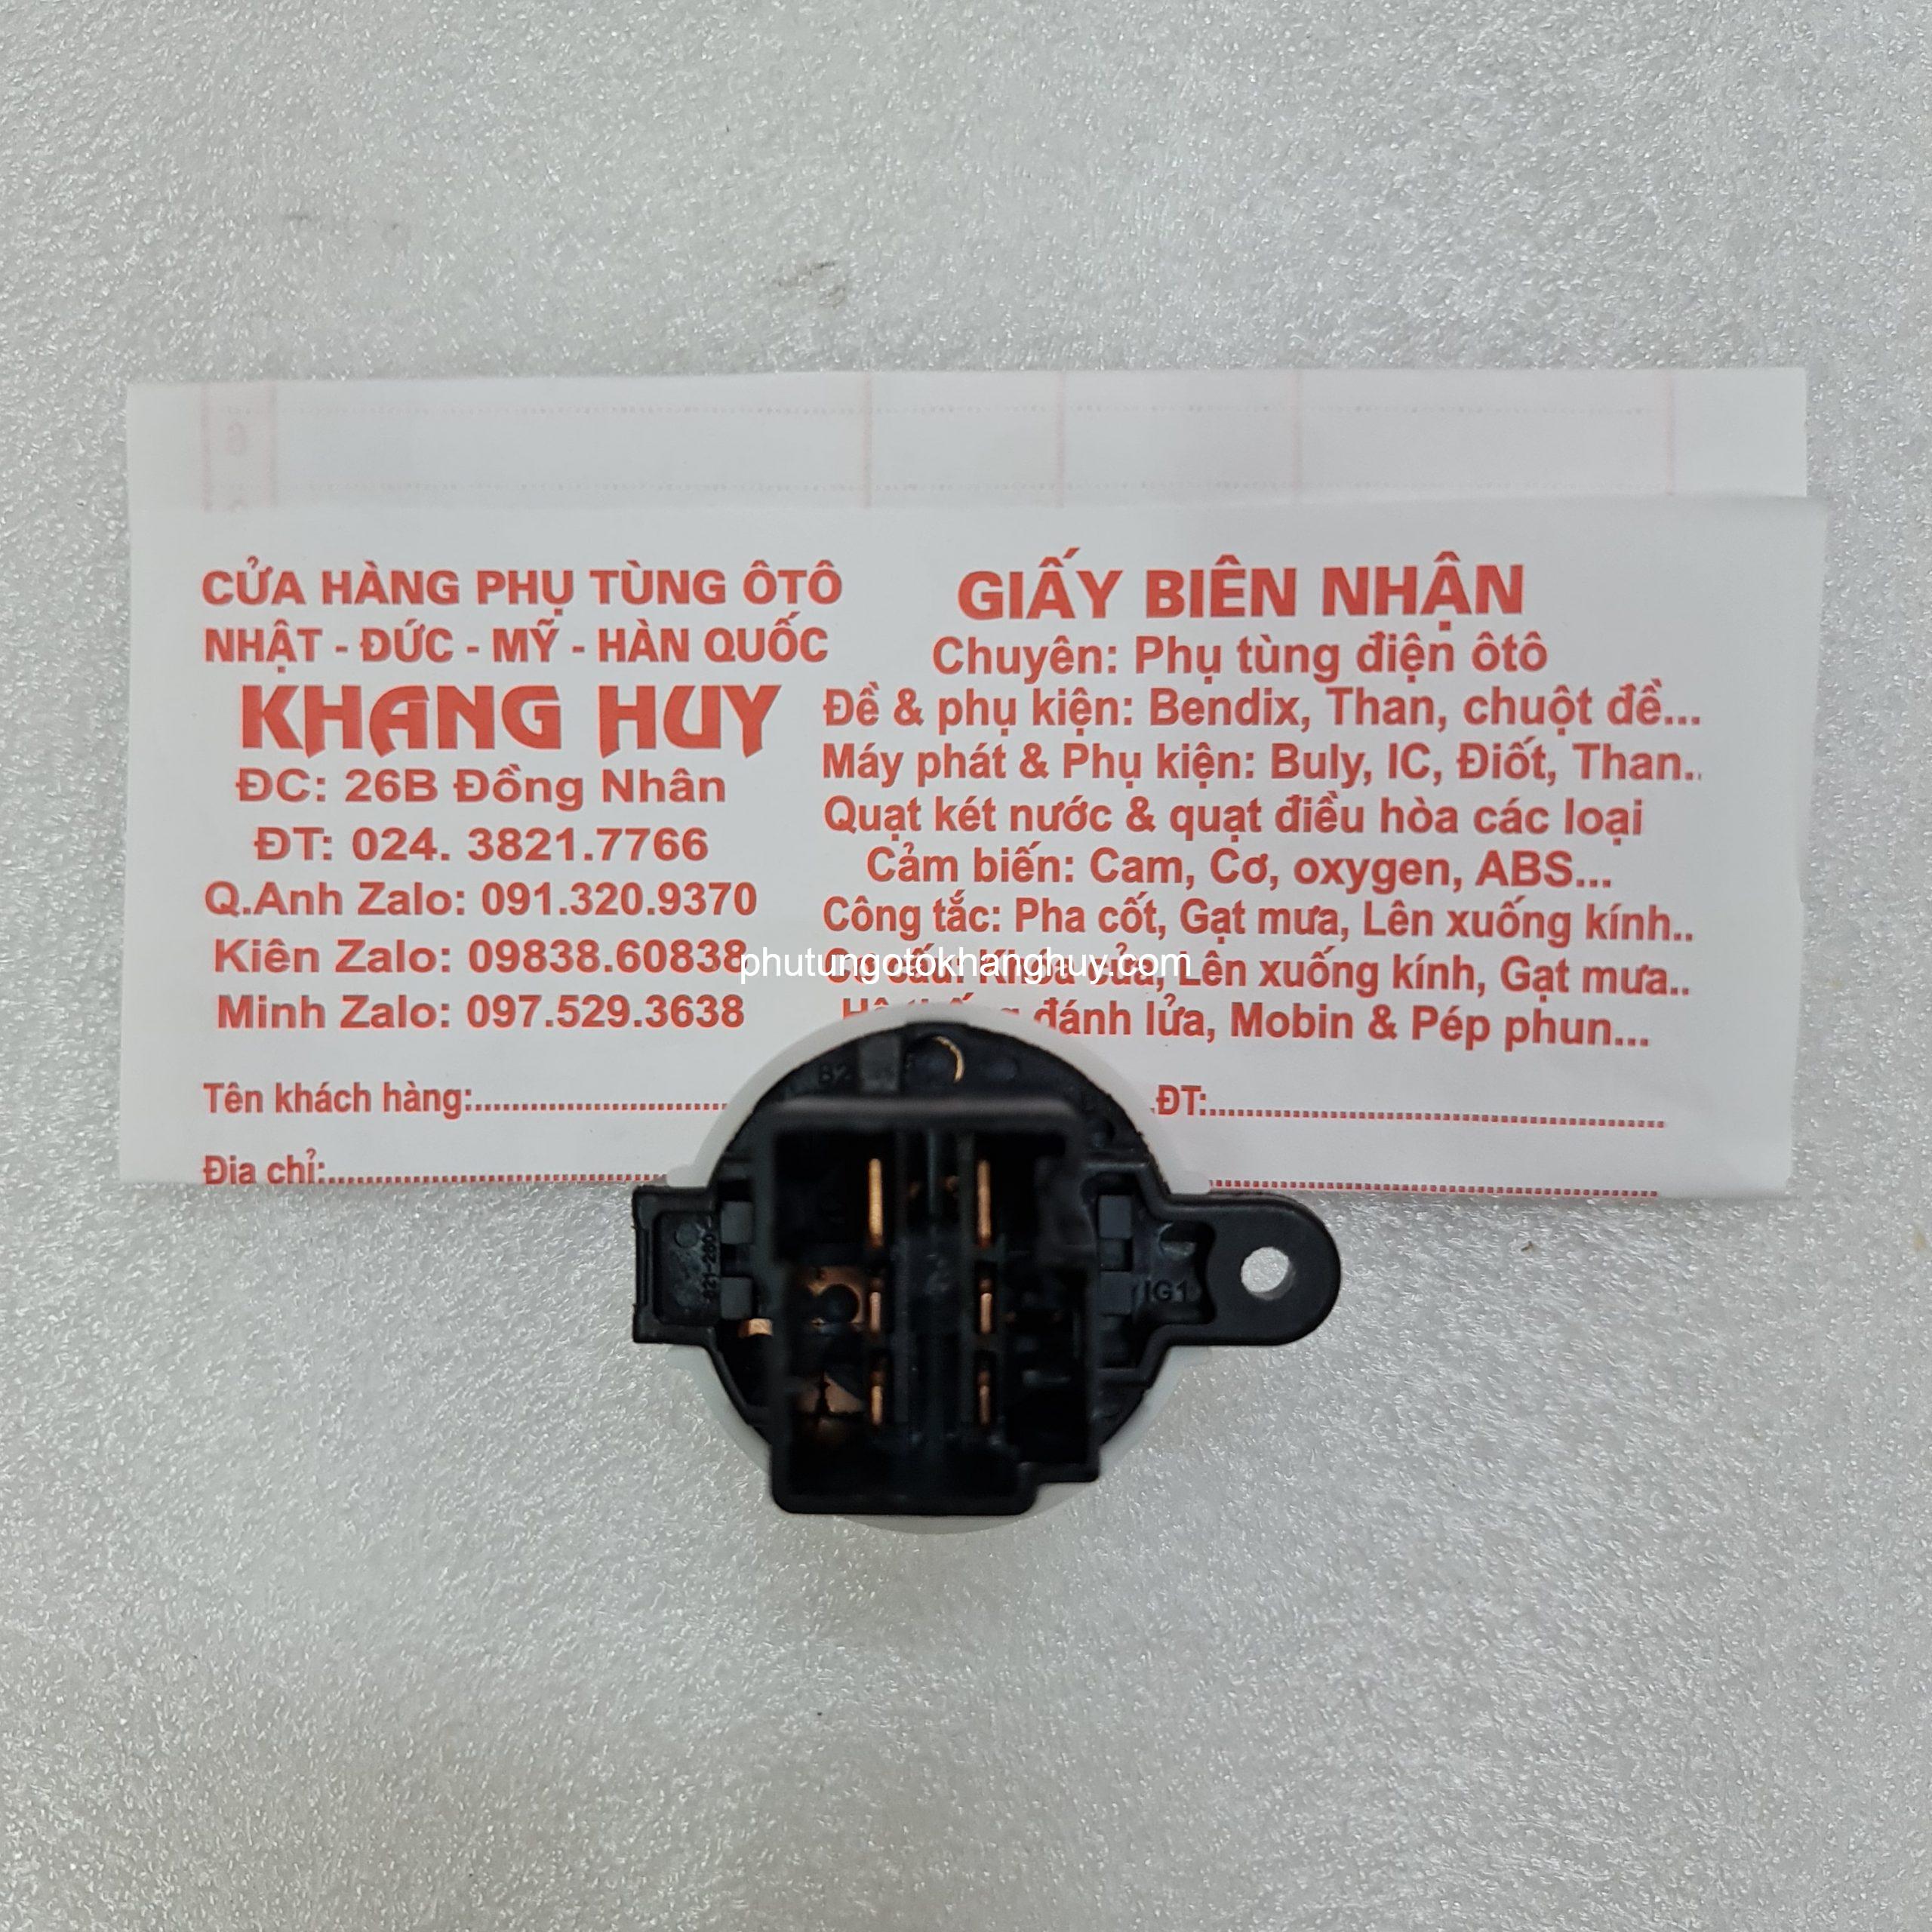 CỬA HÀNG PHỤ TÙNG ÔTÔ
NHẬT - ĐỨC - MỸ - HÀN QUỐC
KHANG HUY
ĐC: 26B Đồng Nhân
ĐT: 024. 3821.7766
Q.Anh Zalo: 091.320.9370
Kiên Zalo: 09838.60838
Minh Zalo: 097.529.3638
GIẤY BIÊN NHẬN
Chuyên: Phụ tùng điện ôtô
Đề & phụ kiện: Bendix, Than, chuột đề...
Máy phát & Phụ kiện: Buly, IC, Điốt, Than..
Quạt két nước & quạt điều hòa các loại
Cảm biến: Cam, Cơ, oxygen, ABS...
Công tắc: Pha cốt, Gạt mưa, Lên xuống kính..
Cơ cấu: Khóa cửa, Lên xuống kính, Gạt mưa..
phutungotokhanghuy.com
đánh lửa, Mobin & Pép phun...
Tên khách hàng:
ĐT:
Địa chỉ:
B2
IG1